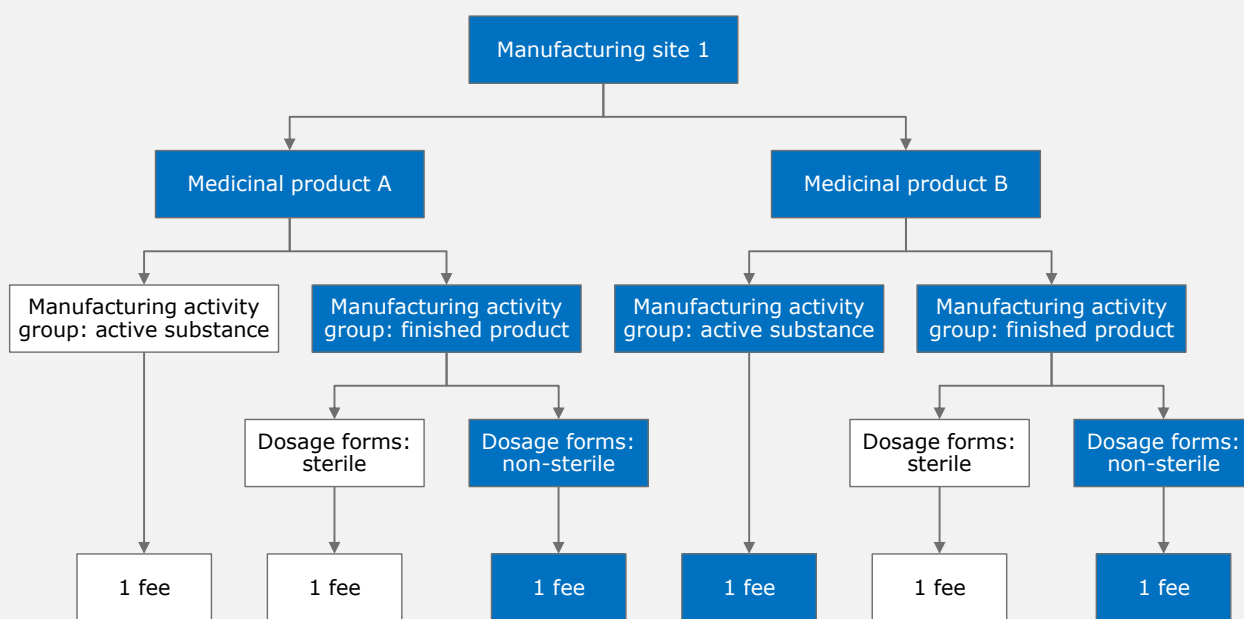 Manufacturing site 1
Medicinal product A
Medicinal product B
Manufacturing activity
group: active substance
Manufacturing activity
group: finished product
Manufacturing activity
group: active substance
Manufacturing activity
group: finished product
Dosage forms:
sterile
Dosage forms:
non-sterile
Dosage forms:
sterile
Dosage forms:
non-sterile
1 fee
1 fee
1 fee
1 fee
1 fee
1 fee